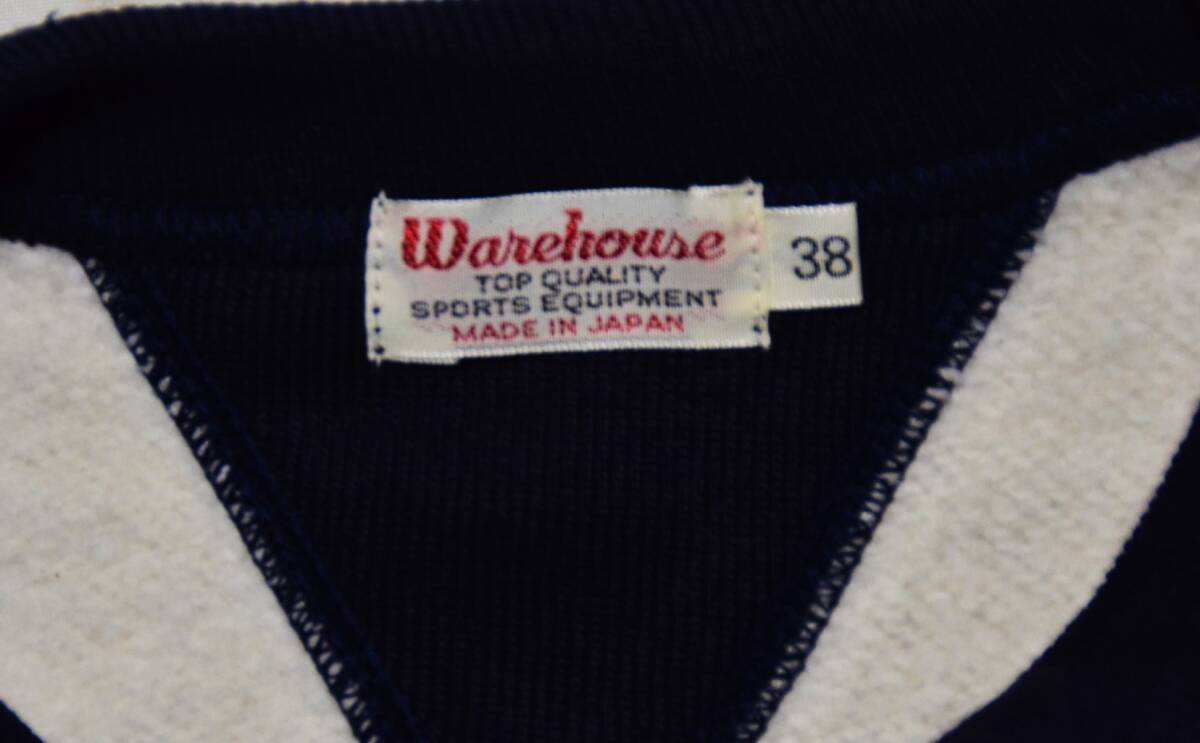 Warehouse
TOP QUALITY
SPORTS EQUIPMENT
MADE IN JAPAN
38